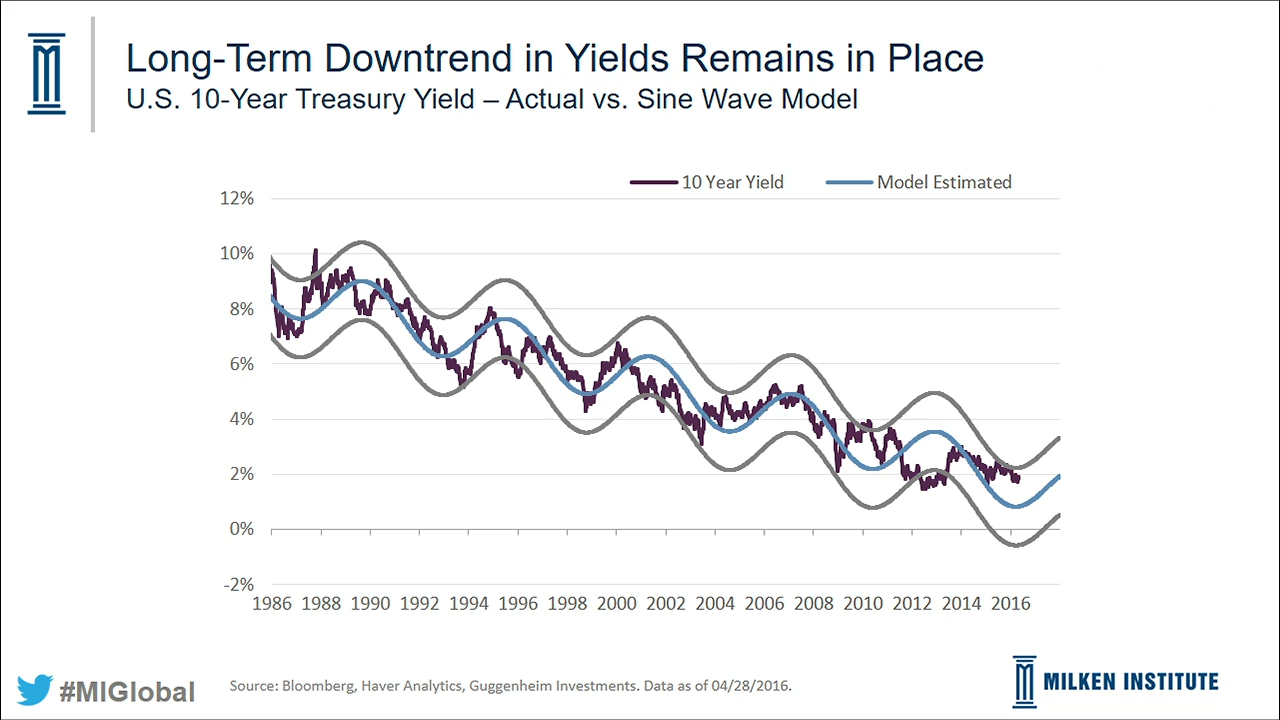 Long-Term Downtrend in Yields Remains in Place
U.S. 10-Year Treasury Yield – Actual vs. Sine Wave Model
10 Year Yield
Model Estimated
12%
10%
8%
6%
4%
2%
0%
-2%
1986 1988 1990 1992 1994 1996 1998 2000 2002 2004 2006 2008 2010 2012 2014 2016
#MIGlobal
Source: Bloomberg, Haver Analytics, Guggenheim Investments. Data as of 04/28/2016.
MILKEN INSTITUTE